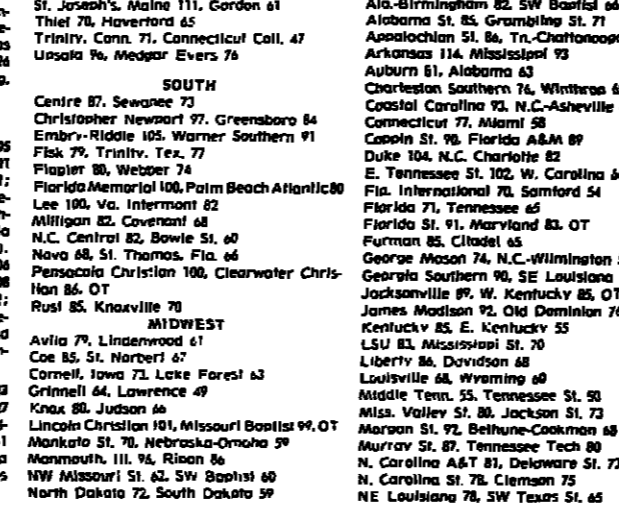 St. Joseph's, Maine 111, Gordon 61
Thiel 70, Haverford 65
Trinity, Conn. 71, Connecticut Coll. 47
Upsala 96, Medgar Evers 76
SOUTH
Centre 87, Sewanee 73
Christopher Newport 97, Greensboro 84
Embry-Riddle 105, Warner Southern 91
Fisk 79, Trinity, Tex. 77
Flagler 80, Webber 74
Florida Memorial 100, Palm Beach Atlantic 80
Lee 100, Va. Intermont 82
Milligan 82, Covenant 68
N.C. Central 82, Bowie St. 60
Nova 68, St. Thomas, Fla. 66
Pensacola Christian 100, Clearwater Chris-
tian 86, OT
Rust 85, Knoxville 70
MIDWEST
Avila 79, Lindenwood 61
Coe 85, St. Norbert 67
Cornell, Iowa 73, Lake Forest 63
Grinnell 64, Lawrence 49
Knox 80, Judson 66
Lincoln Christian 101, Missouri Baptist 99, OT
Mankato St. 70, Nebraska-Omaha 59
Monmouth, Ill. 96, Ripon 86
NW Missouri St. 62, SW Baptist 60
North Dakota 72, South Dakota 59
Ala.-Birmingham 82, SW Baptist 66
Alabama St. 85, Grambling St. 71
Appalachian St. 86, Tn.-Chattanooga
Arkansas 114, Mississippi 93
Auburn 61, Alabama 63
Charleston Southern 76, Winthrop
Coastal Carolina 93, N.C.-Asheville
Connecticut 77, Miami 58
Coppin St. 90, Florida A&M 89
Duke 104, N.C. Charlotte 82
E. Tennessee St. 102, W. Carolina
Fla. International 70, Samford 54
Florida 71, Tennessee 65
Florida St. 91, Maryland 83, OT
Furman 85, Citadel 65
George Mason 74, N.C.-Wilmington
Georgia Southern 90, SE Louisiana
Jacksonville 89, W. Kentucky 85, OT
James Madison 92, Old Dominion 76
Kentucky 85, E. Kentucky 55
LSU 83, Mississippi St. 70
Liberty 86, Davidson 68
Louisville 68, Wyoming 60
Middle Tenn. 55, Tennessee St. 50
Miss. Valley St. 80, Jackson St. 73
Morgan St. 92, Bethune-Cookman 68
Murray St. 87, Tennessee Tech 80
N. Carolina A&T 81, Delaware St.
N. Carolina St. 78, Clemson 75
NE Louisiana 78, SW Texas St. 65